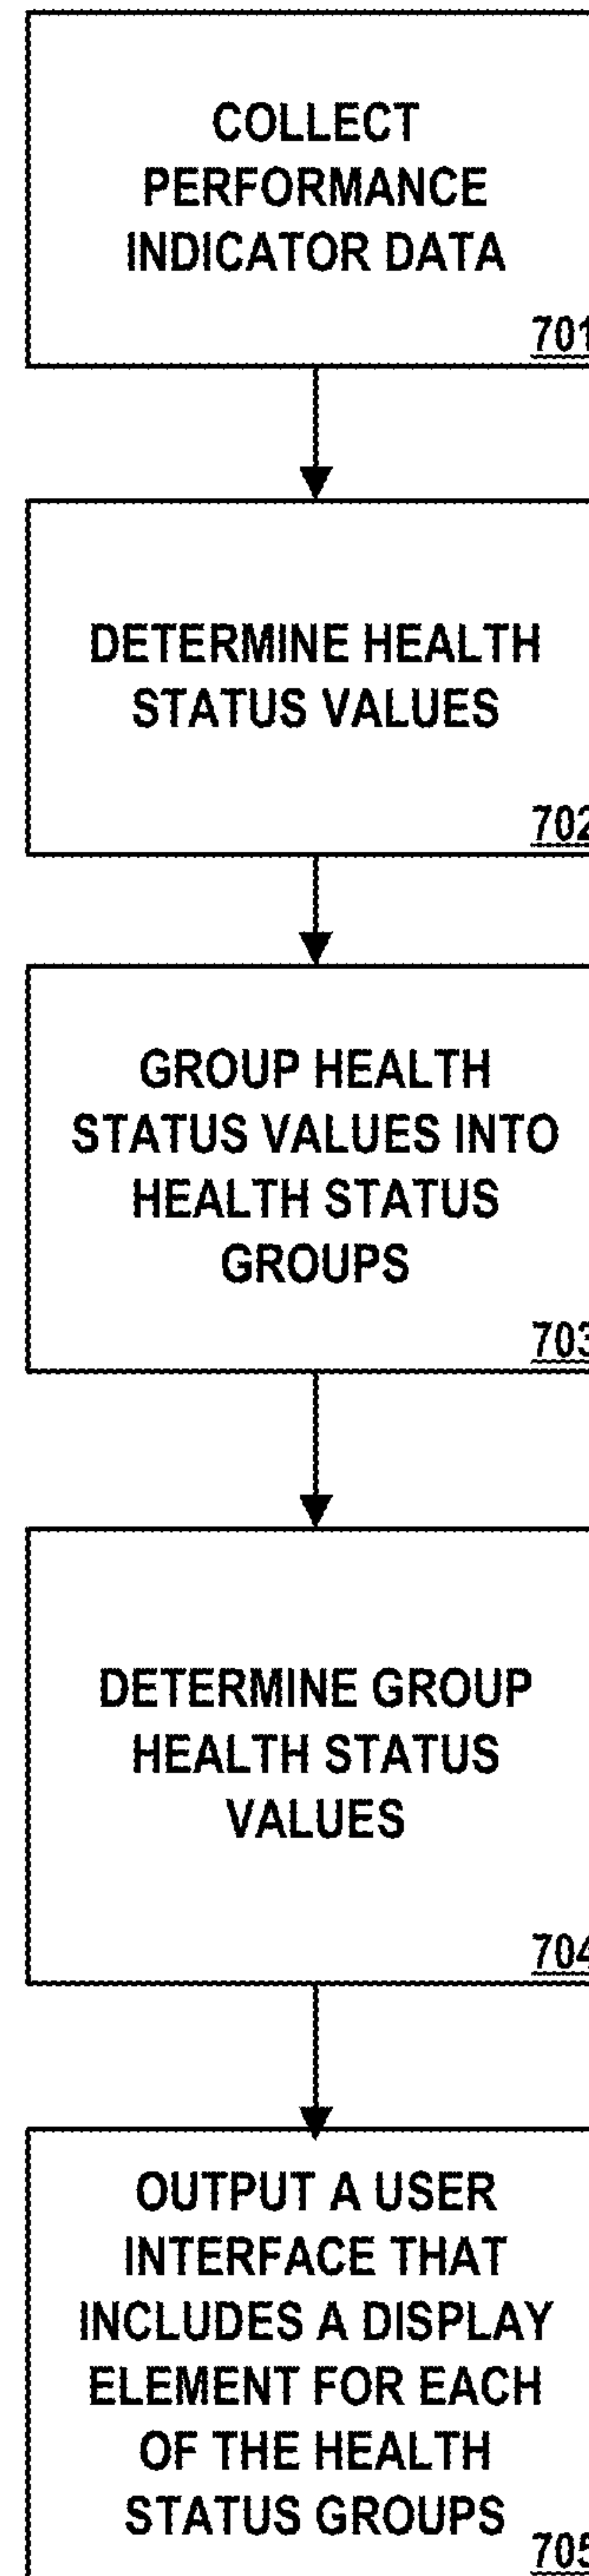 COLLECT
PERFORMANCE
INDICATOR DATA
701
DETERMINE HEALTH
STATUS VALUES
702
GROUP HEALTH
STATUS VALUES INTO
HEALTH STATUS
GROUPS
703
DETERMINE GROUP
HEALTH STATUS
VALUES
704
OUTPUT A USER
INTERFACE THAT
INCLUDES A DISPLAY
ELEMENT FOR EACH
OF THE HEALTH
STATUS GROUPS
705